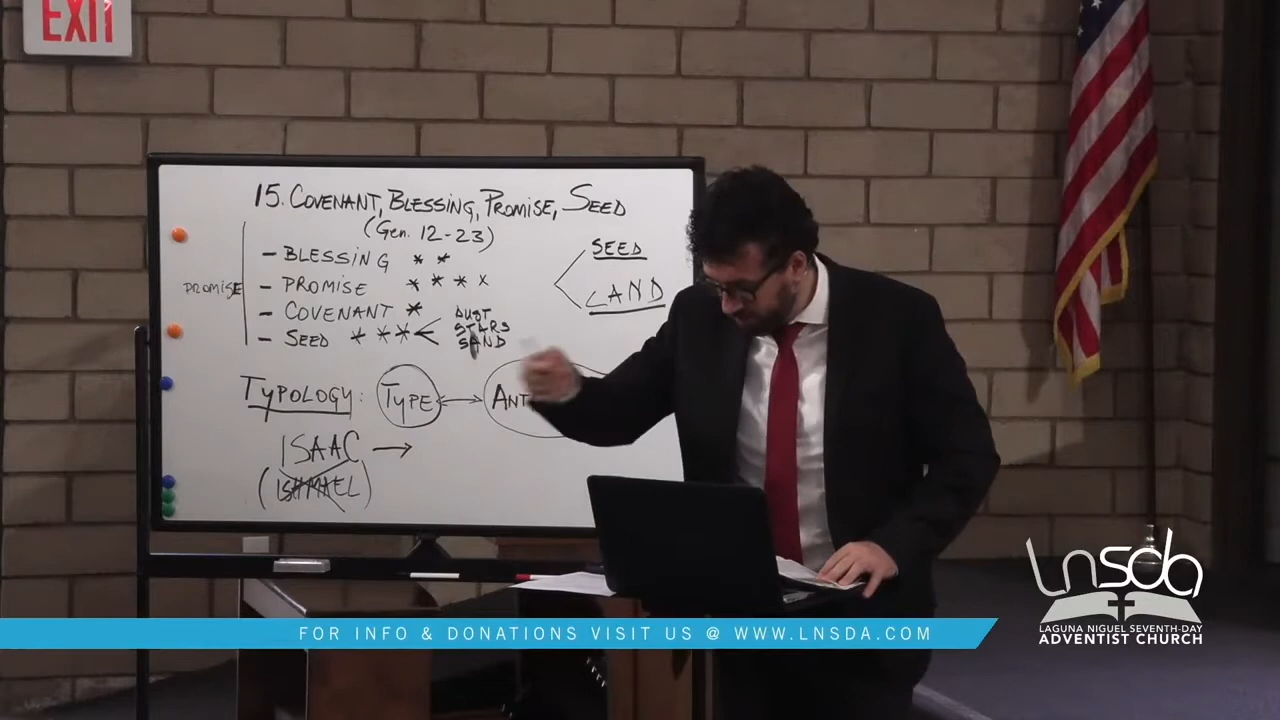 EXIT
15. COVENANT, BLESSING, PROMISE, SEED
(Gen. 12-23)
PROMISE
- BLESSING * *
- PROMISE * * * x
- COVENANT *
- SEED * * *
DUST
STARS
SAND
SEED
LAND
TYPOLOGY: TYPE ↔ ANT
ISAAC →
(ISHMAEL)
FOR INFO & DONATIONS VISIT US @ WWW.LNSDA.COM
LNSDA
LAGUNA NIGUEL SEVENTH-DAY
ADVENTIST CHURCH